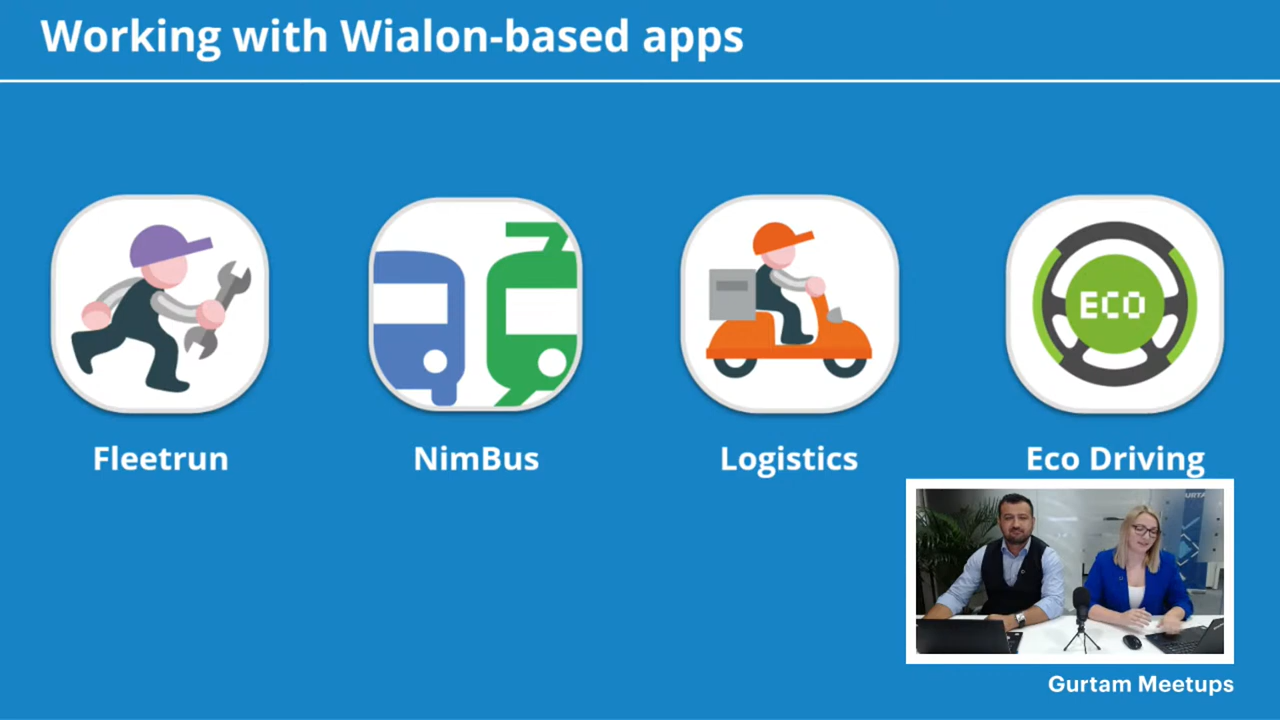 Working with Wialon-based apps
ECO
Fleetrun
NimBus
Logistics
Eco Driving
Gurtam Meetups